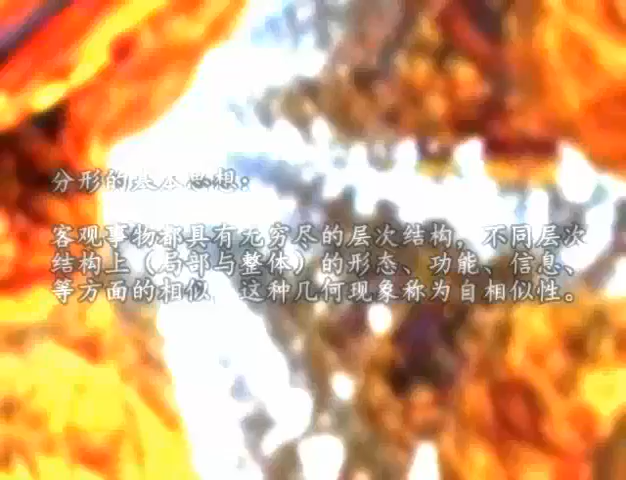 分形的基本思想：
客观事物都具有无穷尽的层次结构，不同层次
结构上（局部与整体）的形态、功能、信息、
等方面的相似，这种几何现象称为自相似性。